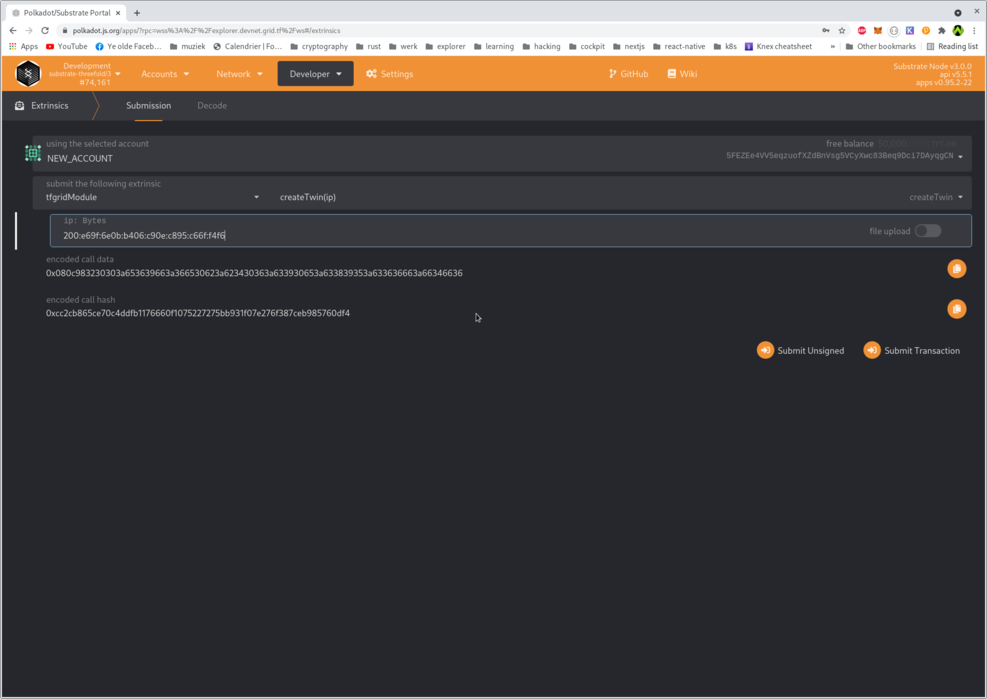 Polkadot/Substrate Portal
polkadot.js.org/apps/?rpc=wss%3A%2F%2Fexplorer.devnet.grid.tf%2Fws#/extrinsics
Apps YouTube Ye olde Faceb... muziek Calendrier | Fo... cryptography rust werk explorer learning hacking cockpit nextjs react-native k8s Knex cheatsheet » Other bookmarks Reading list
Development
substrate-threefold/3
#74,161
Accounts Network Developer Settings GitHub Wiki
Substrate Node v3.0.0
api v5.5.1
apps v0.95.2-22
Extrinsics Submission Decode
using the selected account
NEW_ACCOUNT
free balance
5FEZEe4VV5eqzuofXZdBnVsg5VCyXwc83Beq9Dci7DAyqgCN
submit the following extrinsic
tfgridModule createTwin(ip) createTwin
ip: Bytes
200:e69f:6e0b:b406:c90e:c895:c66f:f4f6
file upload
encoded call data
0x080c983230303a653639663a366530623a623430363a633930653a633839353a633636663a66346636
encoded call hash
0xcc2cb865ce70c4ddfb1176660f1075227275bb931f07e276f387ceb985760df4
Submit Unsigned Submit Transaction